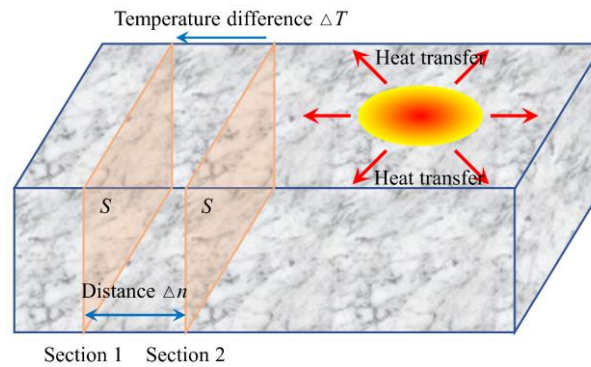 Temperature difference △T
Heat transfer
Heat transfer
S
S
Distance △n
Section 1
Section 2